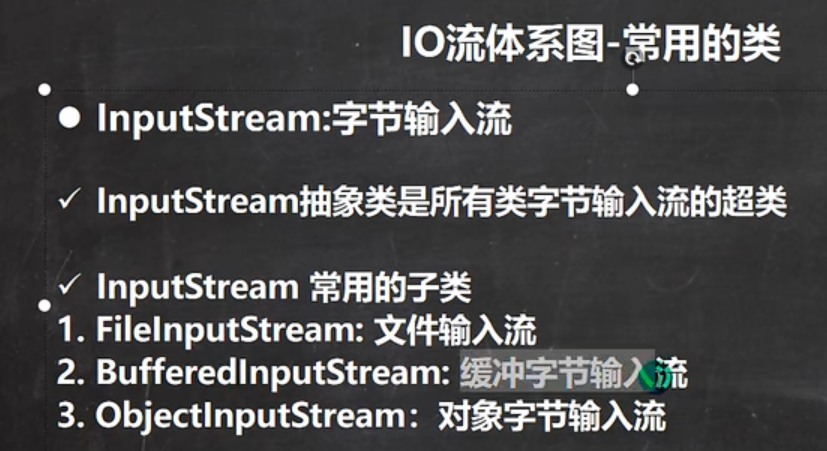 IO流体系图-常用的类
InputStream:字节输入流
InputStream抽象类是所有类字节输入流的超类
InputStream 常用的子类
1. FileInputStream: 文件输入流
2. BufferedInputStream: 缓冲字节输入流
3. ObjectInputStream：对象字节输入流